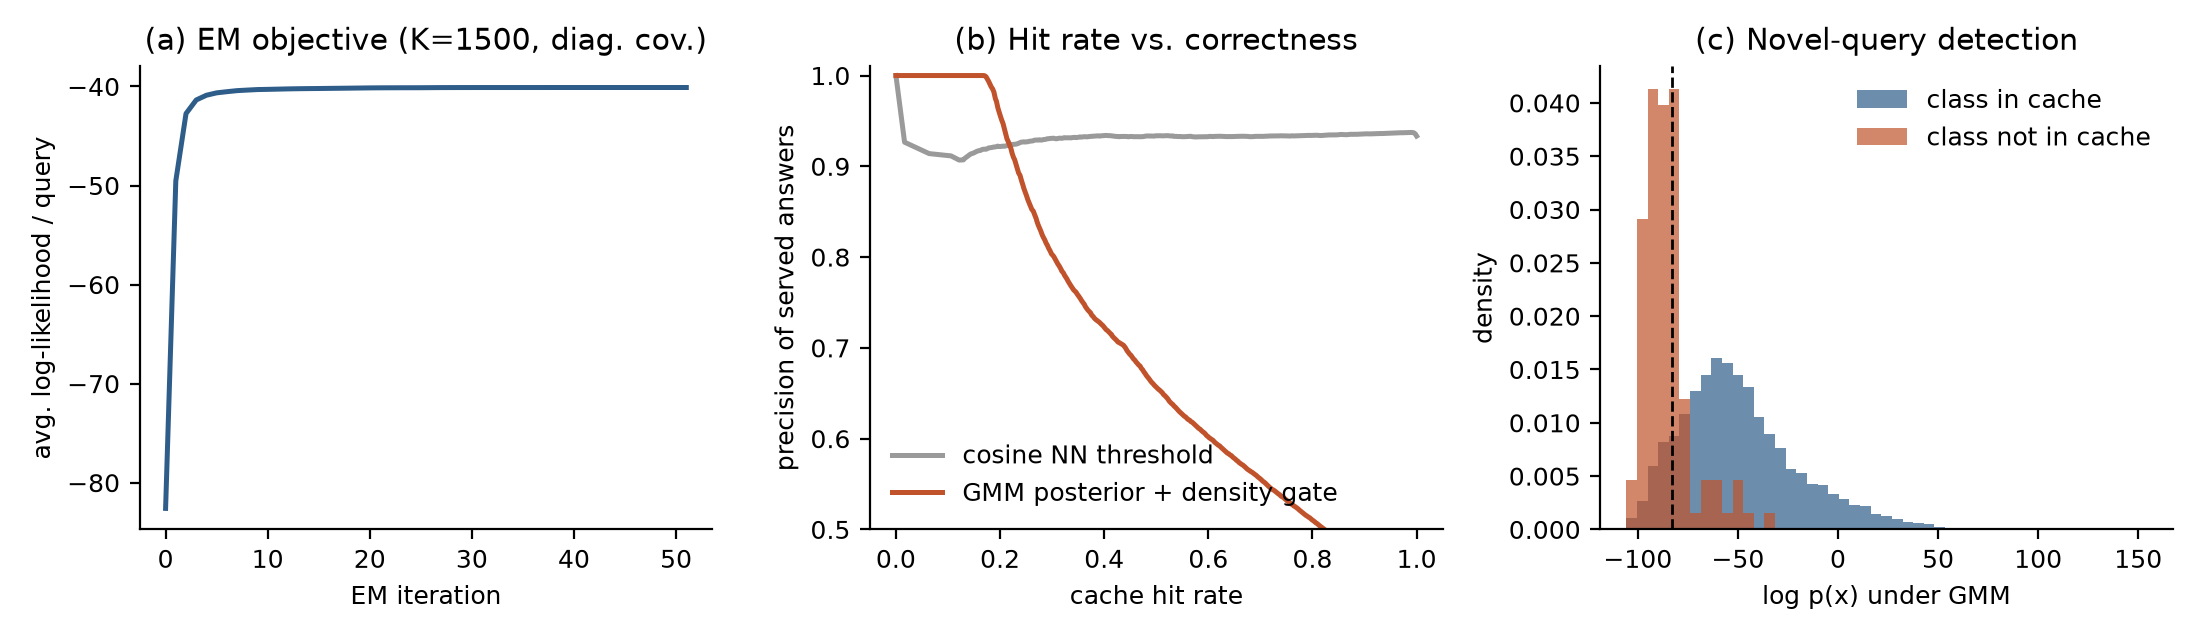 (a) EM objective (K=1500, diag. cov.)
avg. log-likelihood / query
−40
−50
−60
−70
−80
0 10 20 30 40 50
EM iteration
(b) Hit rate vs. correctness
precision of served answers
1.0
0.9
0.8
0.7
0.6
0.5
cosine NN threshold
GMM posterior + density gate
0.0 0.2 0.4 0.6 0.8 1.0
cache hit rate
(c) Novel-query detection
density
0.040
0.035
0.030
0.025
0.020
0.015
0.010
0.005
0.000
class in cache
class not in cache
−100 −50 0 50 100 150
log p(x) under GMM